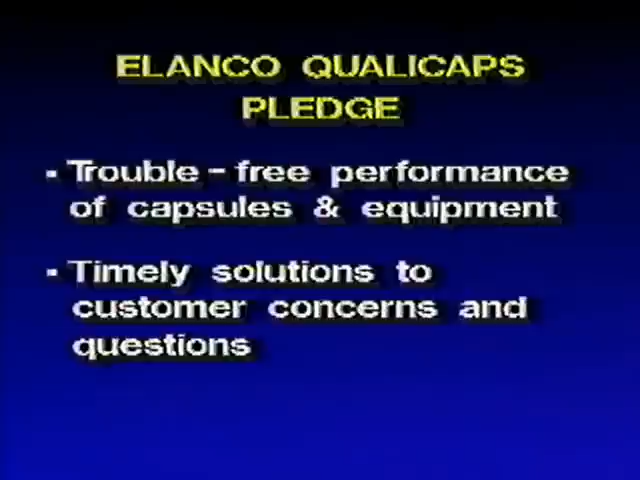 ELANCO QUALICAPS
PLEDGE
▪ Trouble - free performance
of capsules & equipment
▪ Timely solutions to
customer concerns and
questions